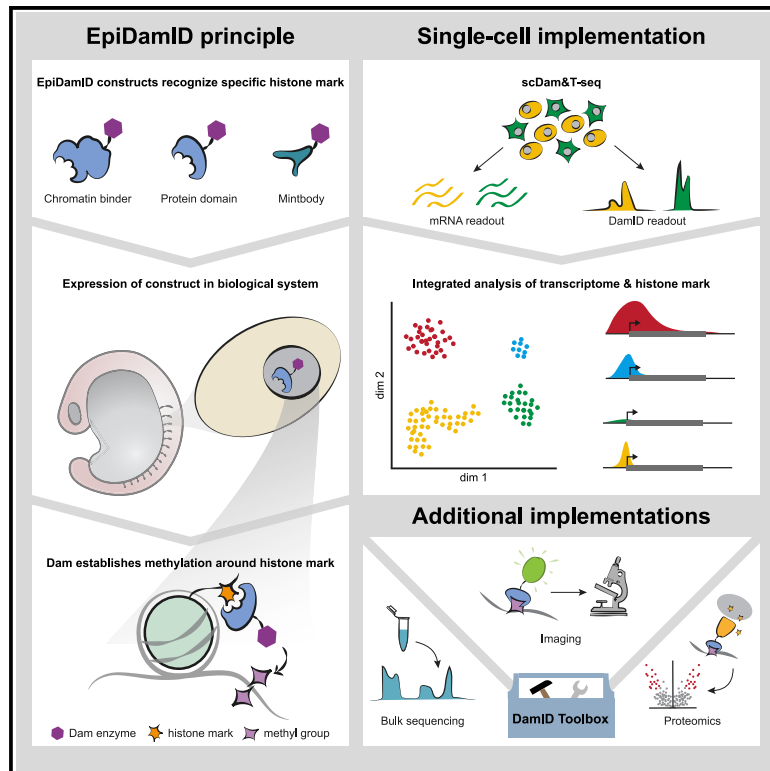 EpiDamID principle
EpiDamID constructs recognize specific histone mark
Chromatin binder
Protein domain
Mintbody
Expression of construct in biological system
Dam establishes methylation around histone mark
Dam enzyme
histone mark
methyl group
Single-cell implementation
scDam&T-seq
mRNA readout
DamID readout
Integrated analysis of transcriptome & histone mark
dim 2
dim 1
Additional implementations
Imaging
Bulk sequencing
DamID Toolbox
Proteomics